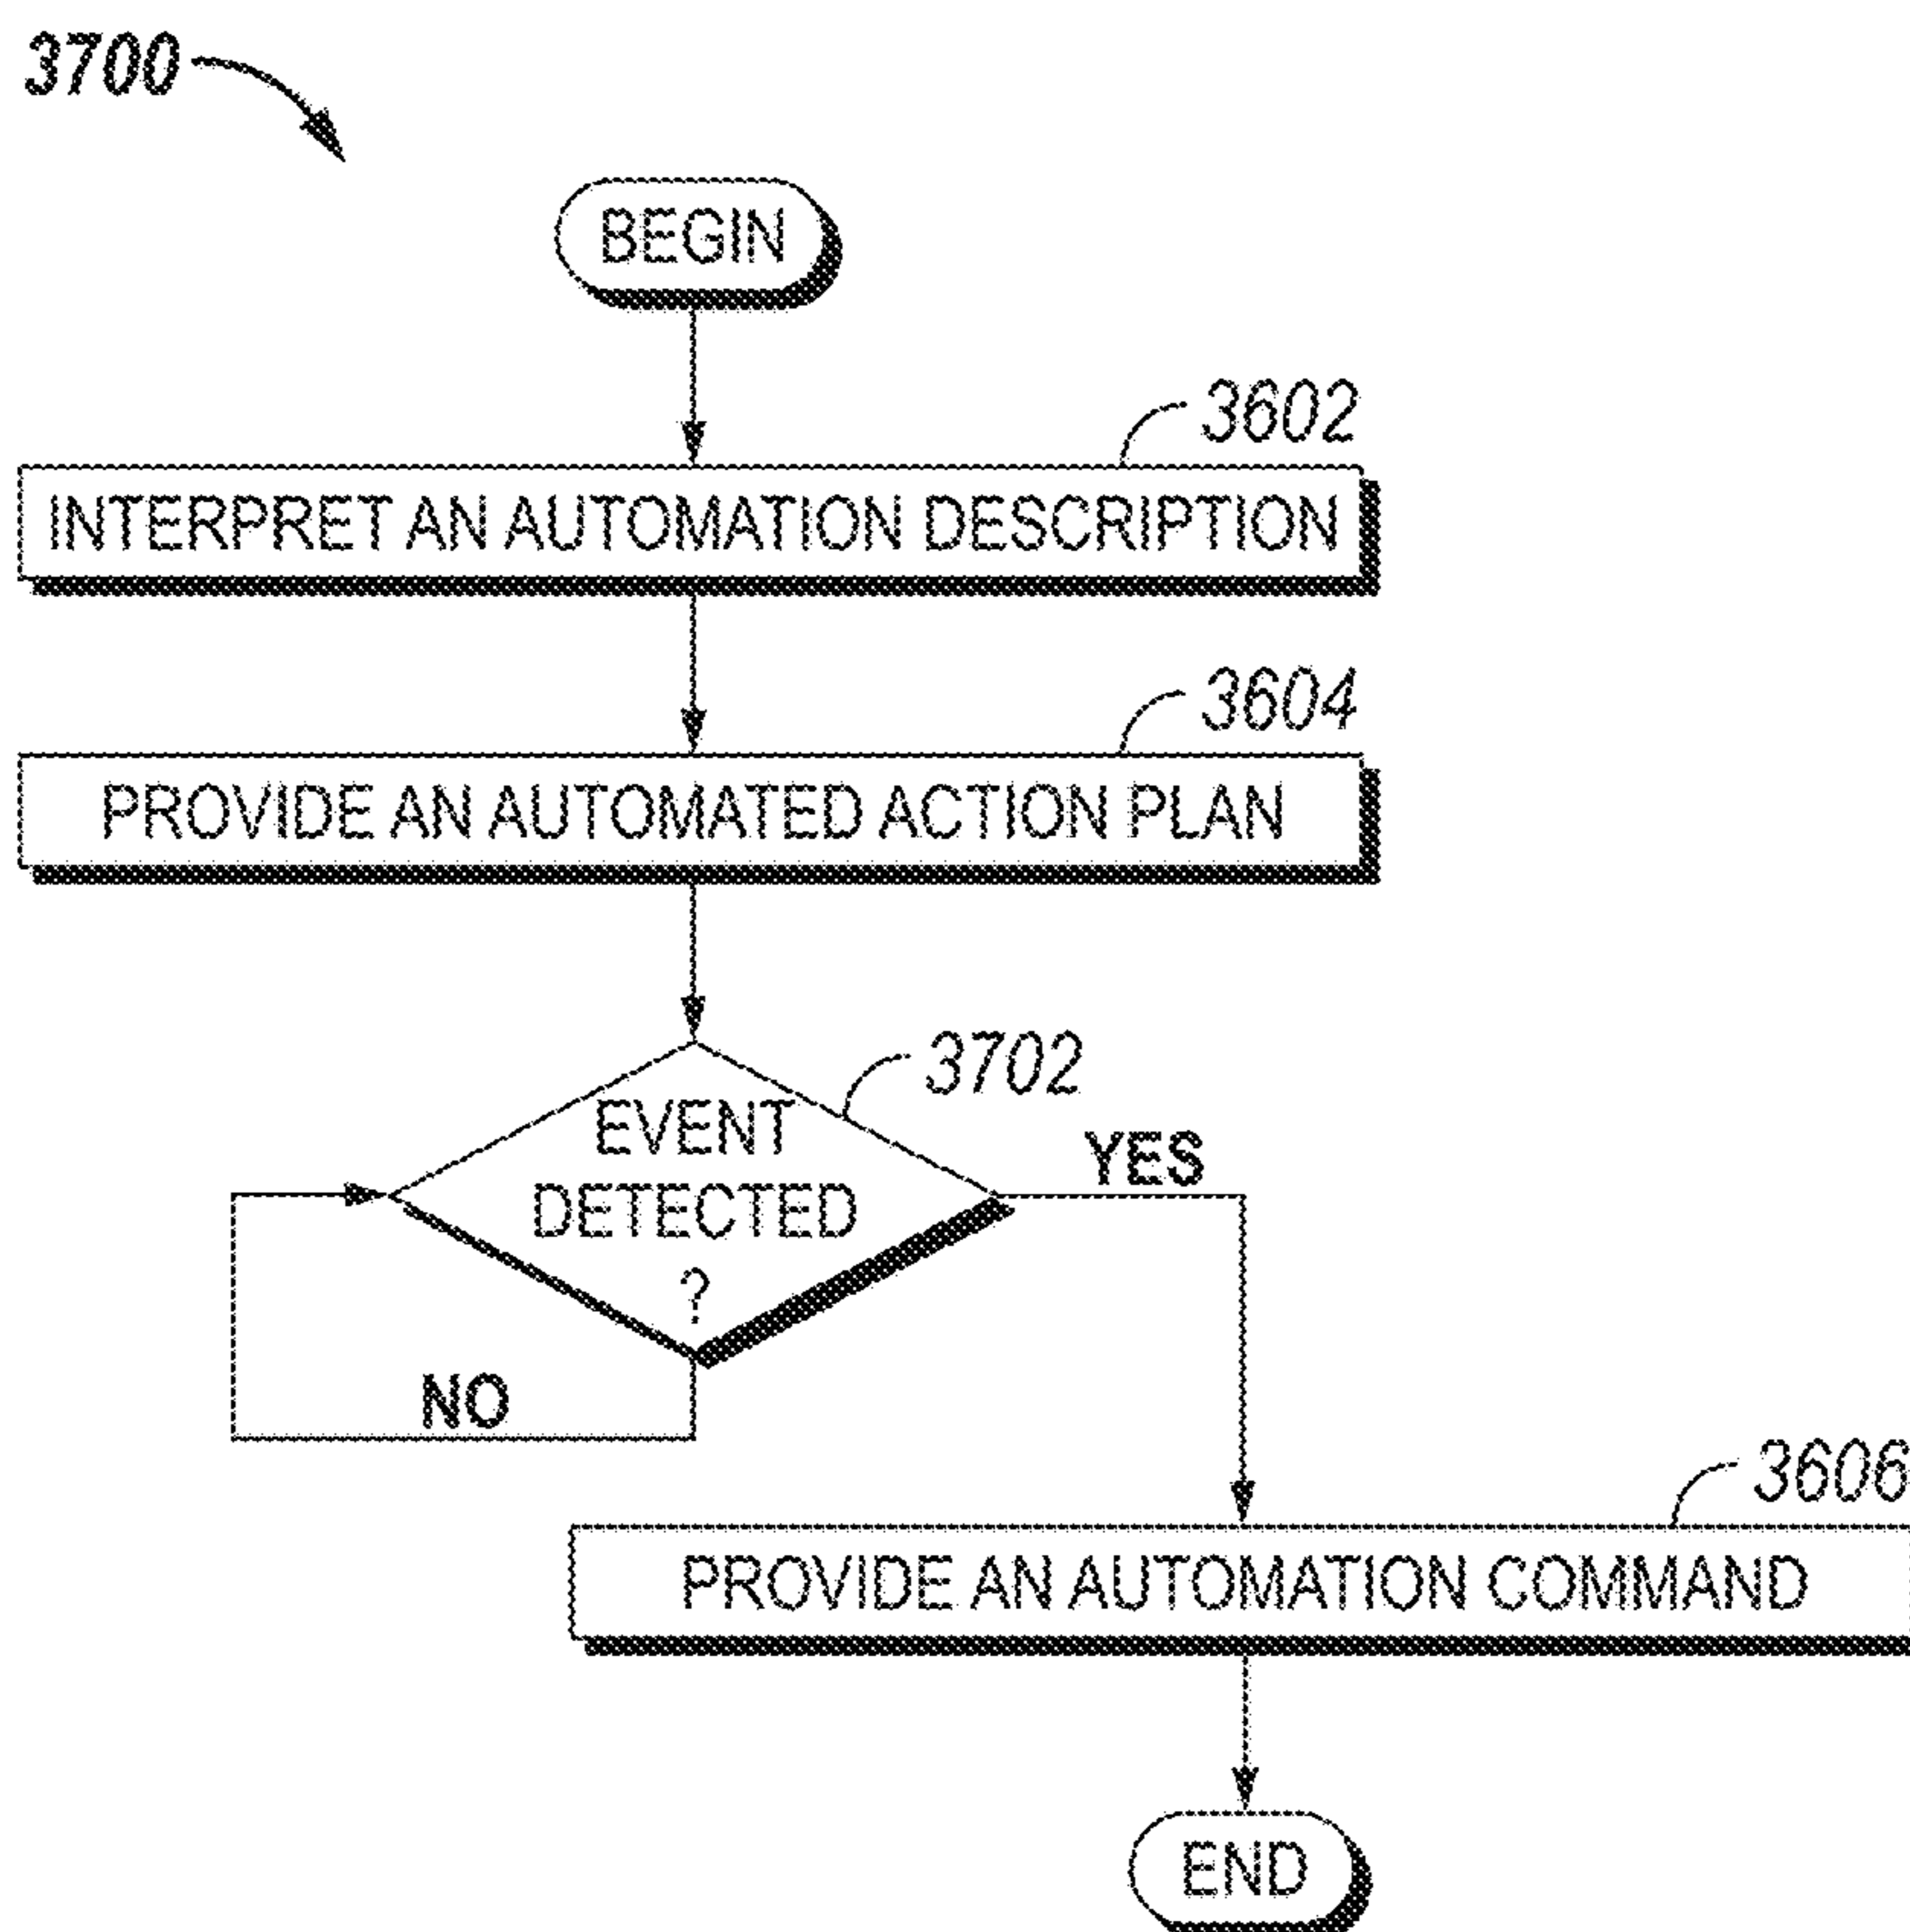 3700
BEGIN
3602
INTERPRET AN AUTOMATION DESCRIPTION
3604
PROVIDE AN AUTOMATED ACTION PLAN
3702
EVENT
DETECTED
?
YES
NO
3606
PROVIDE AN AUTOMATION COMMAND
END